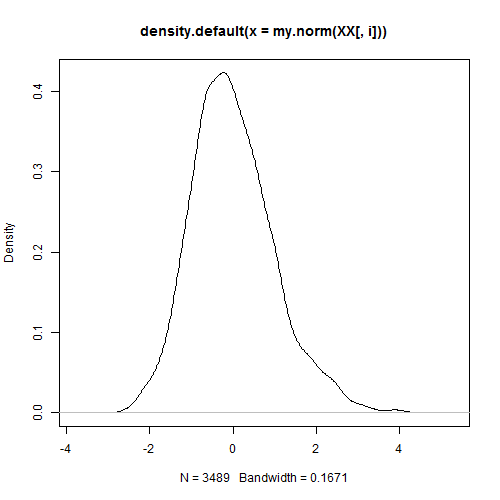 density.default(x = my.norm(XX[, i]))
Density
0.4
0.3
0.2
0.1
0.0
-4 -2 0 2 4
N = 3489 Bandwidth = 0.1671